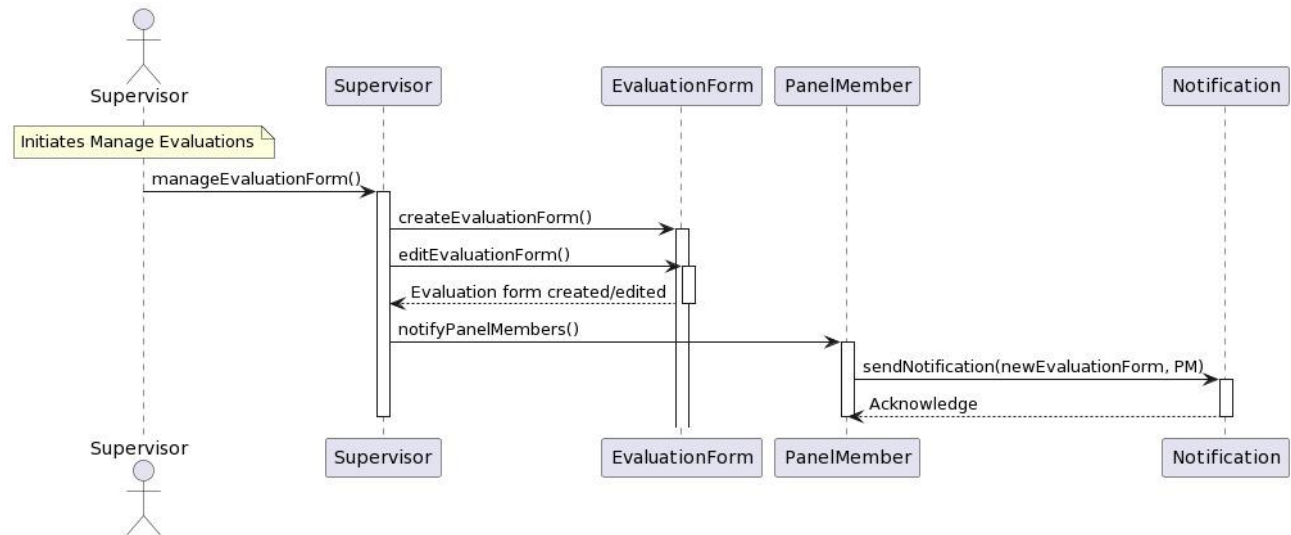 Supervisor
Supervisor
EvaluationForm
PanelMember
Notification
Initiates Manage Evaluations
manageEvaluationForm()
createEvaluationForm()
editEvaluationForm()
Evaluation form created/edited
notifyPanelMembers()
sendNotification(newEvaluationForm, PM)
Acknowledge
Supervisor
Supervisor
EvaluationForm
PanelMember
Notification